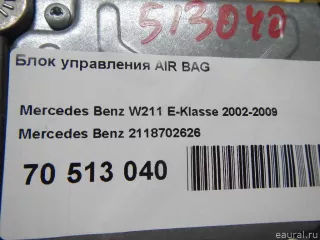 513040
Блок управления AIR BAG
Mercedes Benz W211 E-Klasse 2002-2009
Mercedes Benz 2118702626
70 513 040
eaural.ru